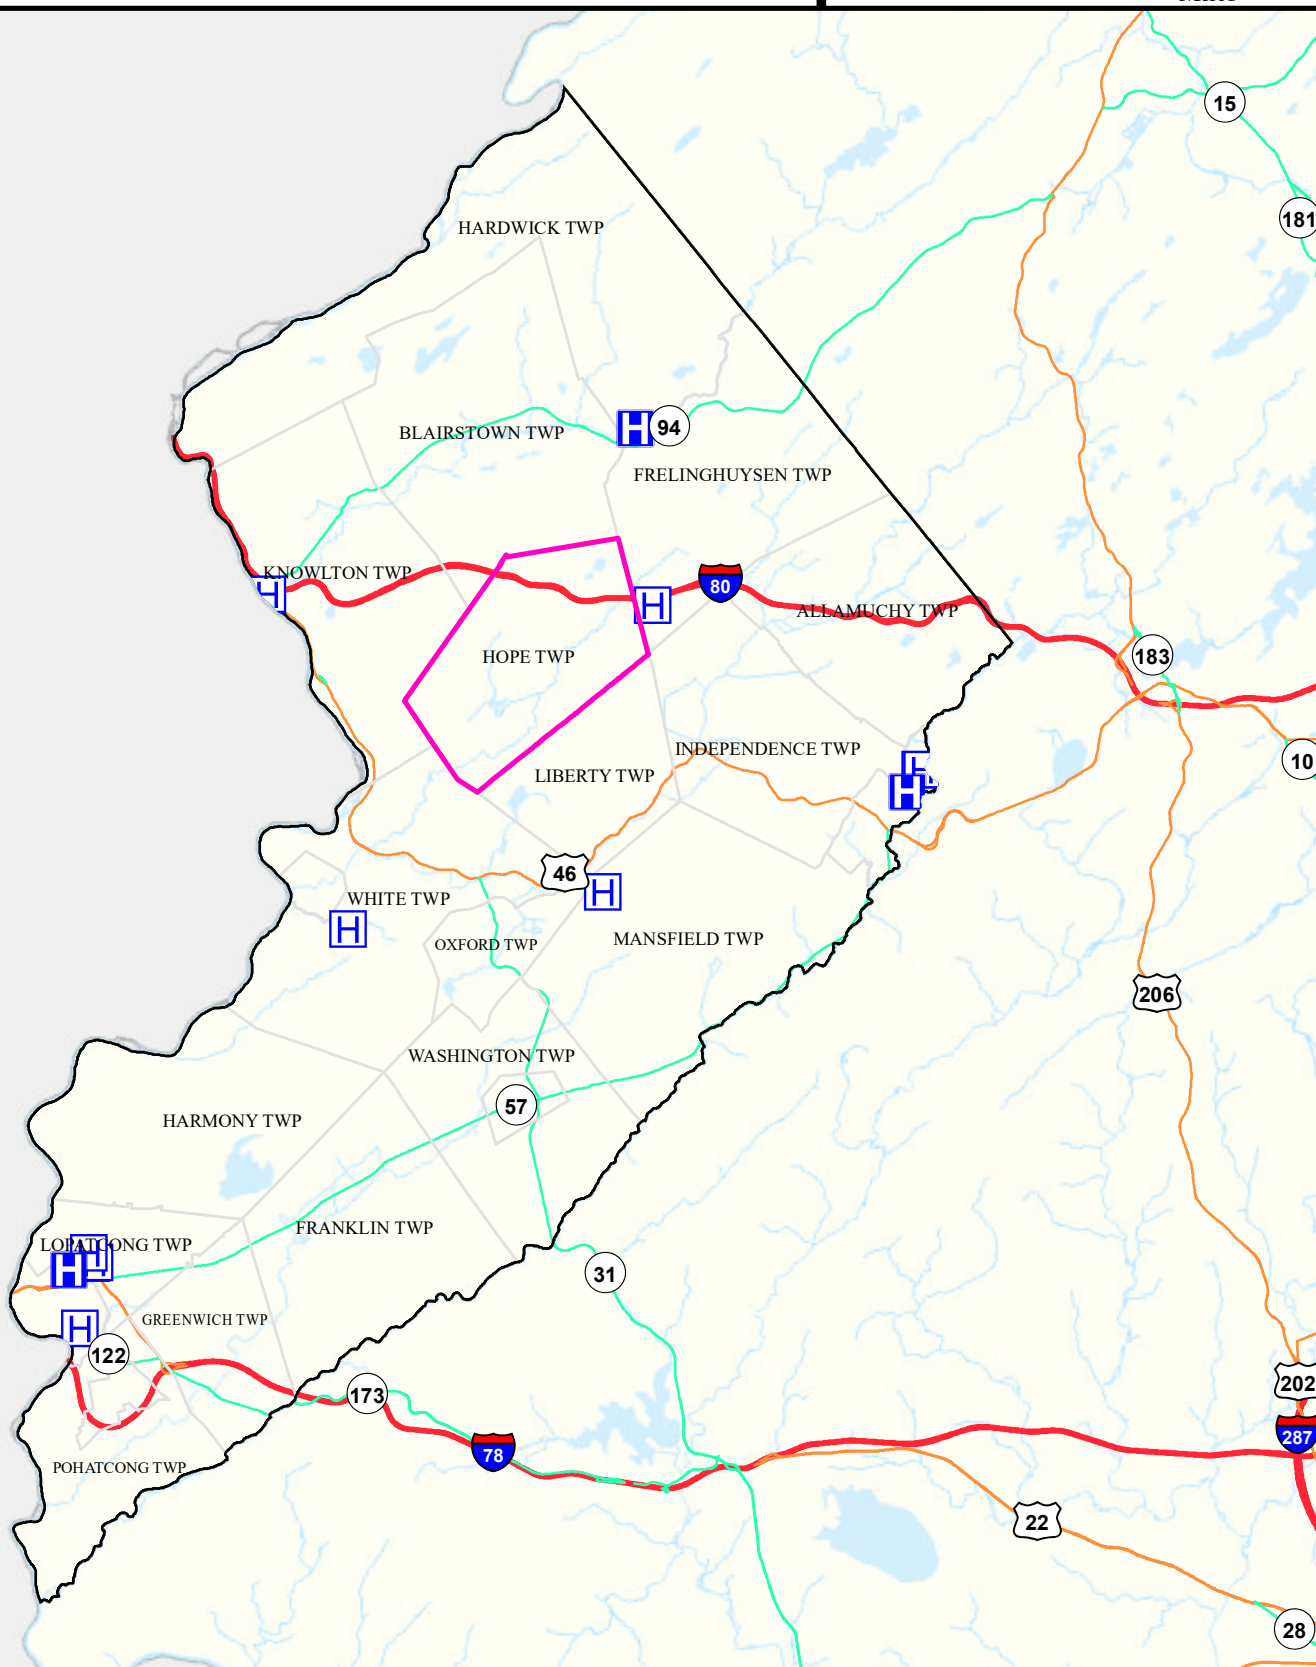 15
181
HARDWICK TWP
94
BLAIRSTOWN TWP
FRELINGHUYSEN TWP
KNOWLTON TWP
H
H
H
80
ALLAMUCHY TWP
HOPE TWP
183
INDEPENDENCE TWP
LIBERTY TWP
10
H
H
46
H
WHITE TWP
H
OXFORD TWP
MANSFIELD TWP
206
WASHINGTON TWP
57
HARMONY TWP
FRANKLIN TWP
LOPATCONG TWP
H
H
31
GREENWICH TWP
H
122
173
202
287
78
POHATCONG TWP
22
28